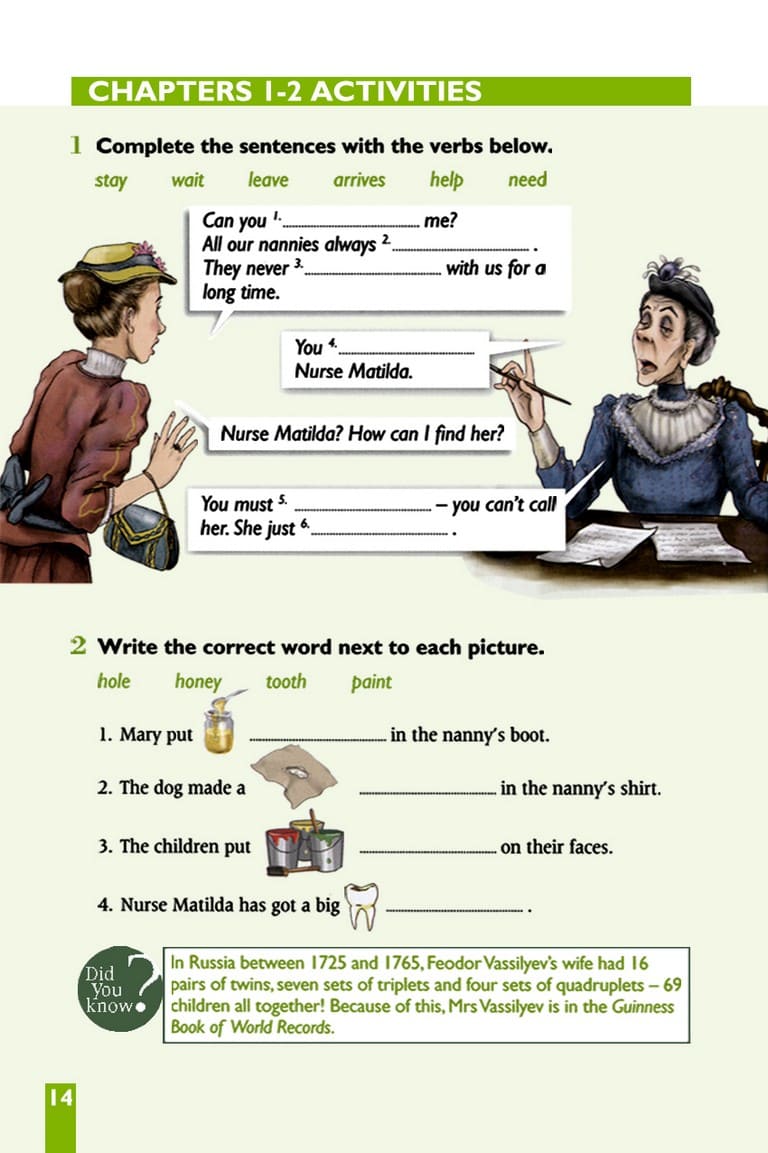 CHAPTERS 1-2 ACTIVITIES
1 Complete the sentences with the verbs below.
stay wait leave arrives help need
Can you 1. ........................ me?
All our nannies always 2. ........................ .
They never 3. ........................ with us for a
long time.
You 4. ........................
Nurse Matilda.
Nurse Matilda? How can I find her?
You must 5. ........................ – you can't call
her. She just 6. ........................ .
2 Write the correct word next to each picture.
hole honey tooth paint
1. Mary put ........................ in the nanny's boot.
2. The dog made a ........................ in the nanny's shirt.
3. The children put ........................ on their faces.
4. Nurse Matilda has got a big ........................ .
Did
you
know?
In Russia between 1725 and 1765, Feodor Vassilyev's wife had 16
pairs of twins, seven sets of triplets and four sets of quadruplets – 69
children all together! Because of this, Mrs Vassilyev is in the Guinness
Book of World Records.
14